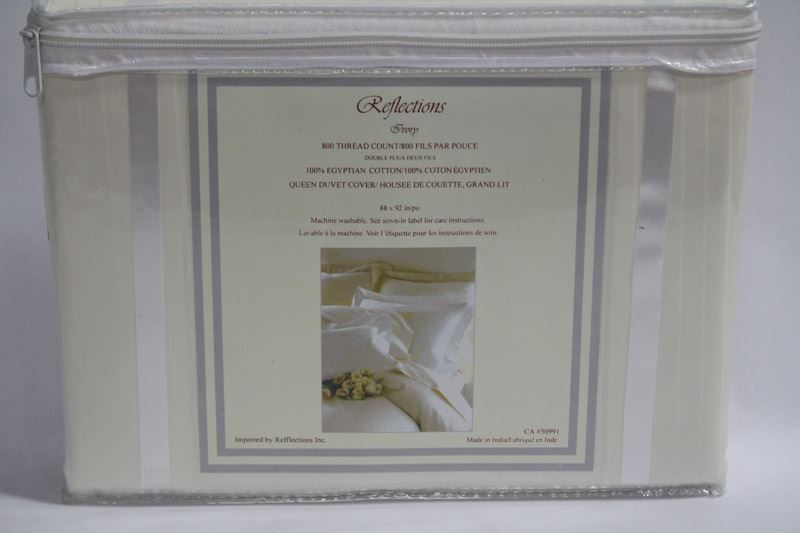 Reflections
Ivory
800 THREAD COUNT/800 FILS PAR POUCE
DOUBLE PLY/A DEUX FILS
100% EGYPTIAN COTTON/100% COTON ÉGYPTIEN
QUEEN DUVET COVER/ HOUSEE DE COUETTE, GRAND LIT
88 x 92 in/po
Machine washable. See sewn-in label for care instructions.
Lavable à la machine. Voir l'étiquette pour les instructions de soin.
CA #30991
Imported by Refflections Inc.
Made in India/Fabriqué en Inde